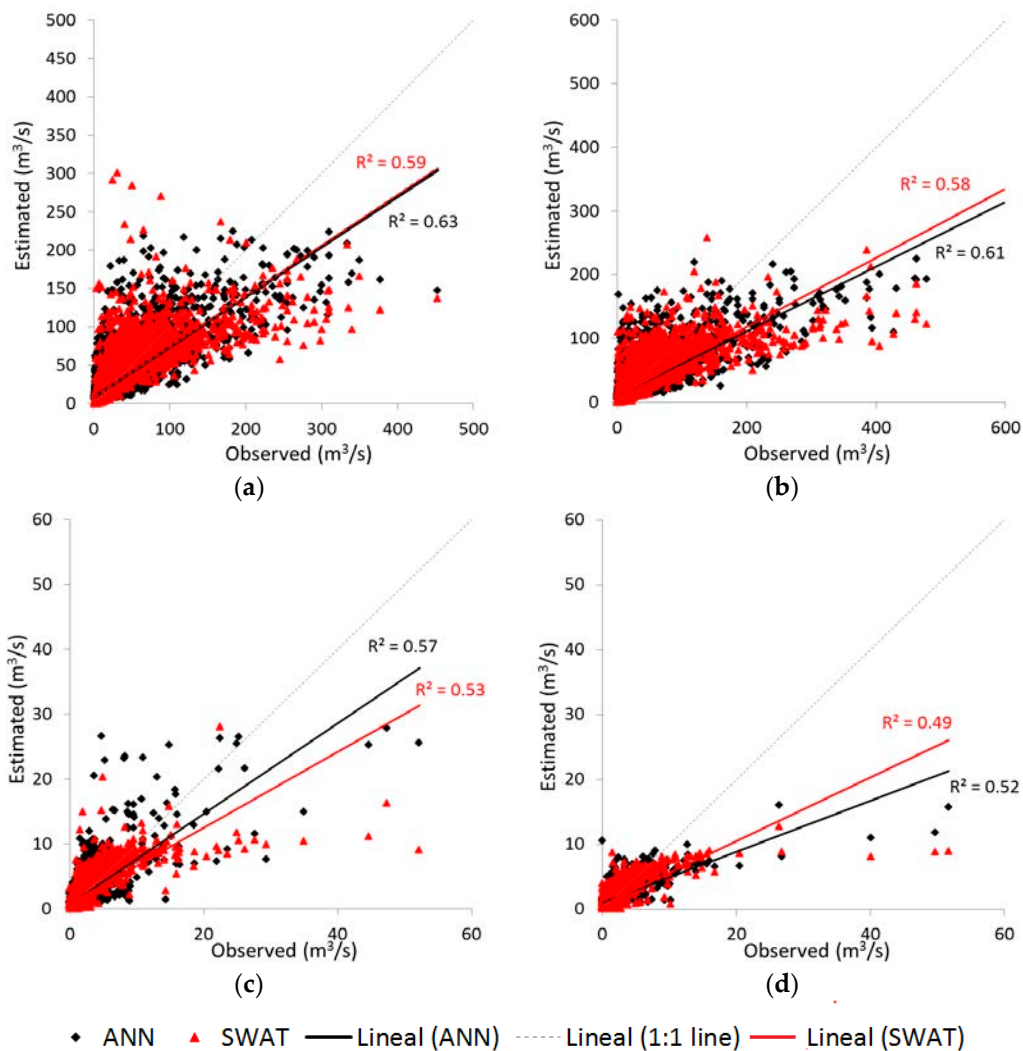 500
450
400
350
300
250
200
150
100
50
0
Estimated (m³/s)
R² = 0.59
R² = 0.63
0 100 200 300 400 500
Observed (m³/s)
(a)
600
500
400
300
200
100
0
Estimated (m³/s)
R² = 0.58
R² = 0.61
0 200 400 600
Observed (m³/s)
(b)
60
50
40
30
20
10
0
Estimated (m³/s)
R² = 0.57
R² = 0.53
0 20 40 60
Observed (m³/s)
(c)
60
50
40
30
20
10
0
Estimated (m³/s)
R² = 0.49
R² = 0.52
0 20 40 60
Observed (m³/s)
(d)
ANN SWAT Lineal (ANN) Lineal (1:1 line) Lineal (SWAT)